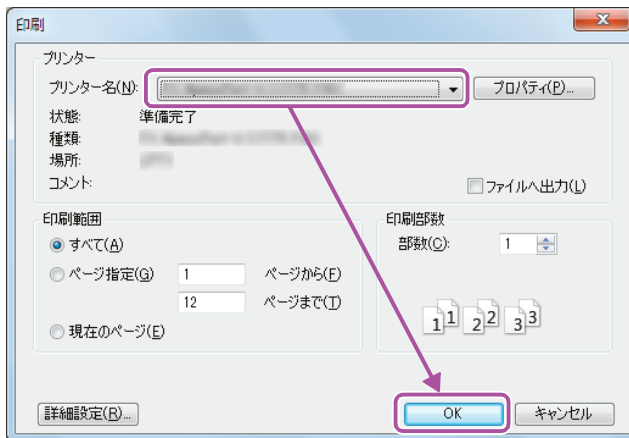 印刷
プリンター
プリンター名(N):
プロパティ(P)...
状態: 準備完了
種類:
場所:
コメント:
ファイルへ出力(L)
印刷範囲
すべて(A)
ページ指定(G) 1 ページから(F)
12 ページまで(T)
現在のページ(E)
印刷部数
部数(C): 1
1 1 2 2 3 3
詳細設定(R)...
OK
キャンセル